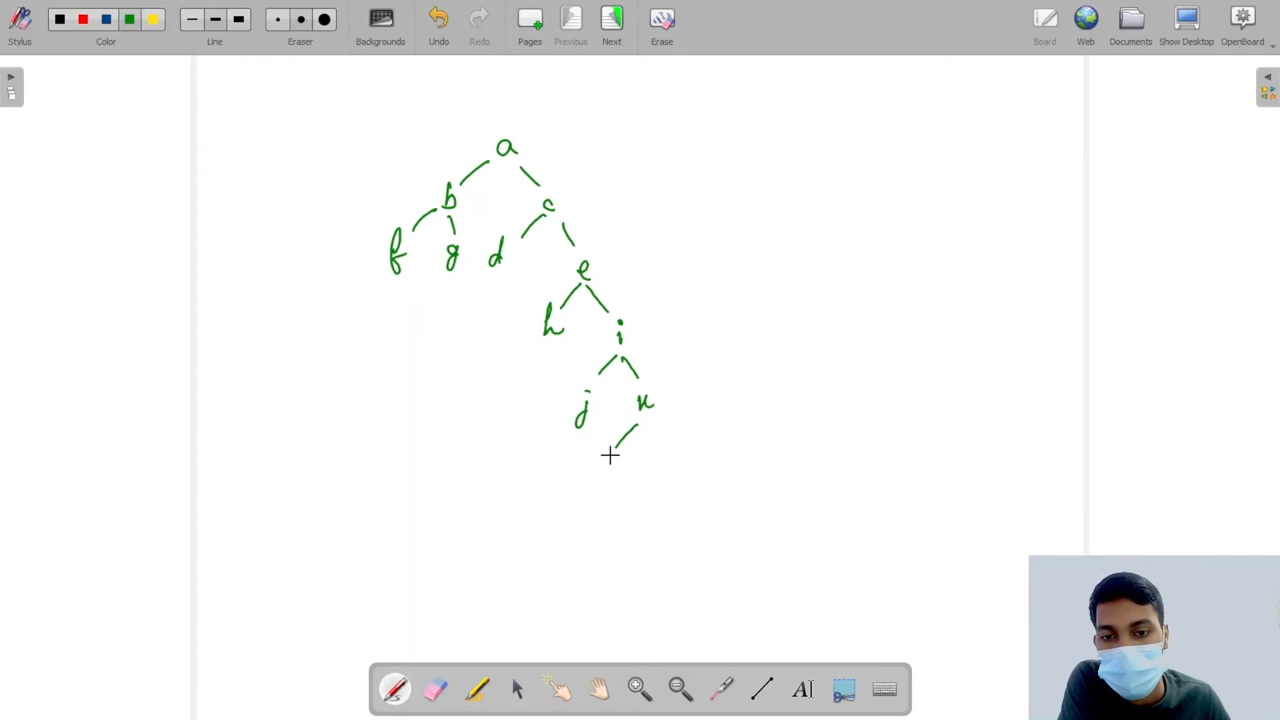 Stylus
Color
Line
Eraser
Backgrounds
Undo
Redo
Pages
Previous
Next
Erase
Board
Web
Documents
Show Desktop
OpenBoard
a
b c
f g d
e
h i
j k
A